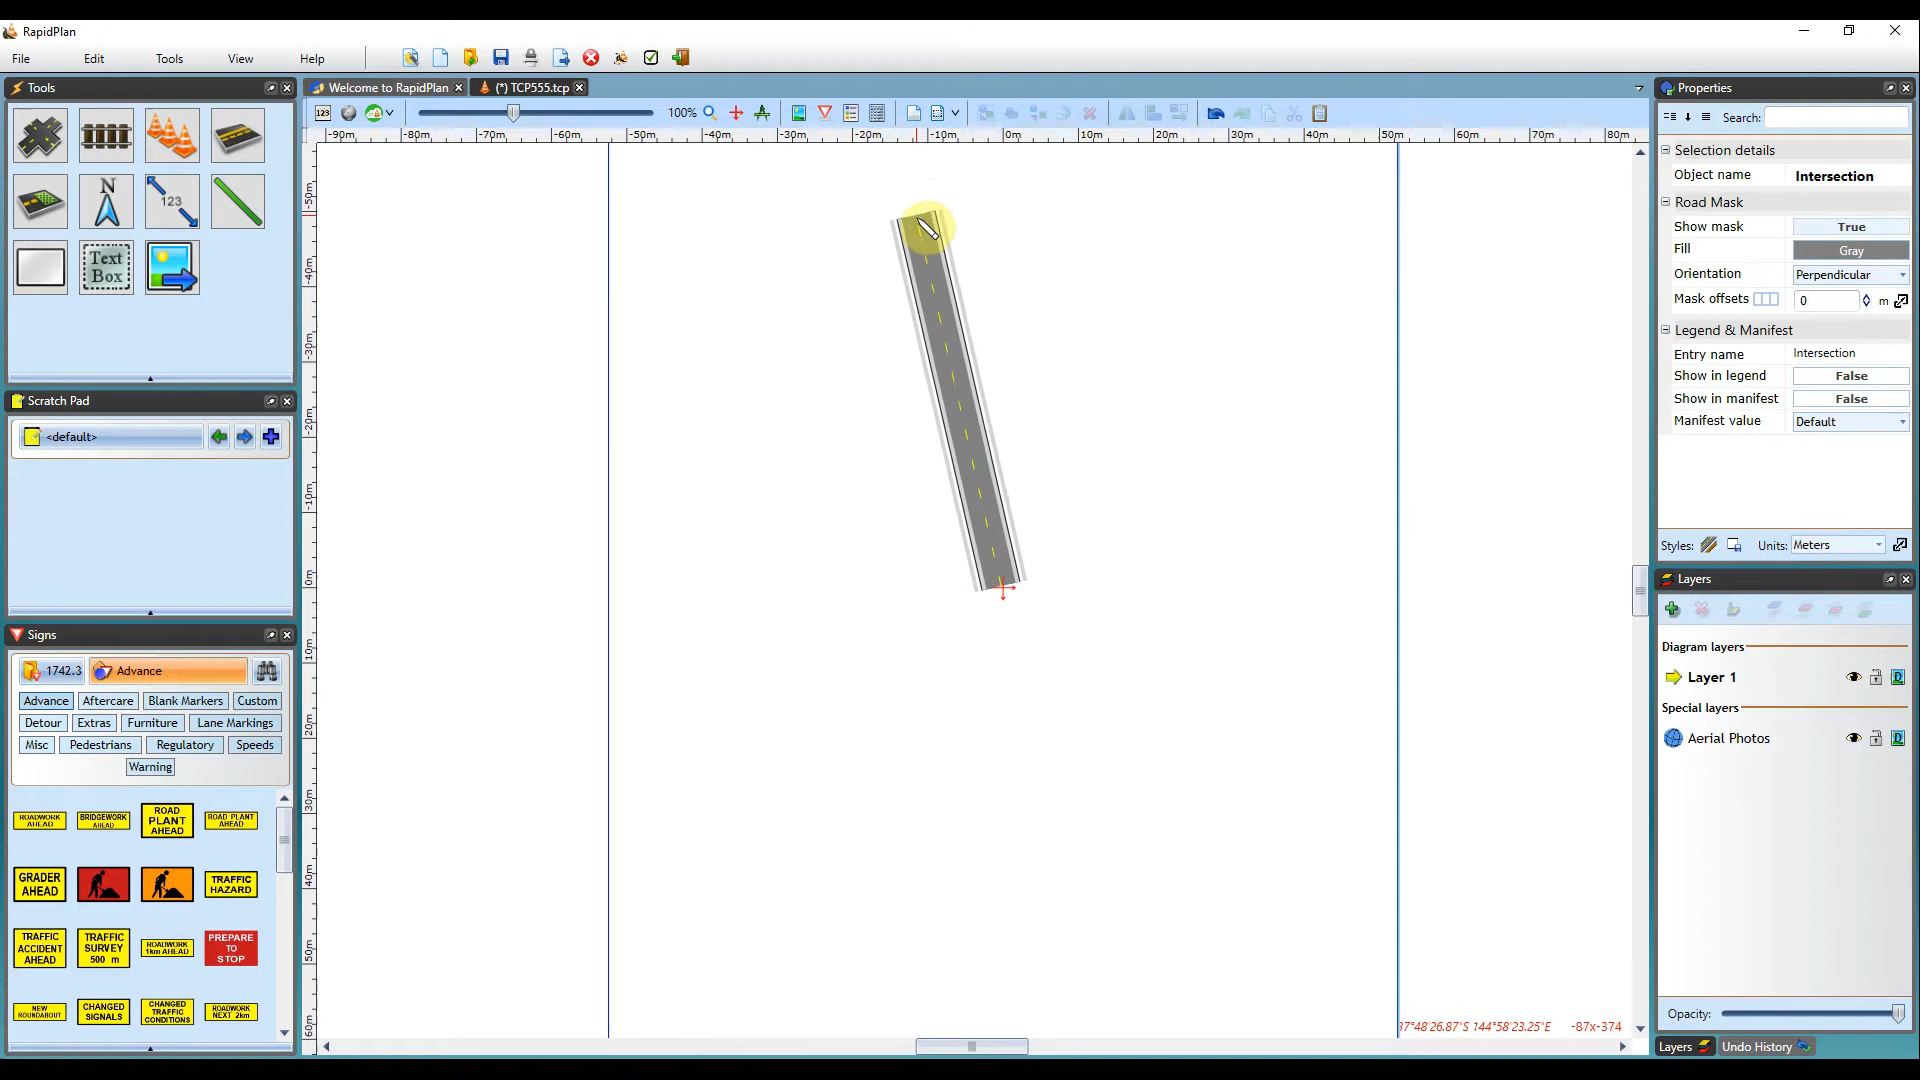 RapidPlan
File Edit Tools View Help
Tools
Welcome to RapidPlan (*) TCP555.tcp
Properties
123 100%
Search:
-90m -80m -70m -60m -50m -40m -30m -20m -10m 0m 10m 20m 30m 40m 50m 60m 70m 80m
Selection details
Object name Intersection
Road Mask
Show mask True
Fill Gray
Orientation Perpendicular
Mask offsets 0 m
Legend & Manifest
Entry name Intersection
Show in legend False
Show in manifest False
Manifest value Default
Styles: Units: Meters
N
123
Text Box
-50m
-40m
-30m
-20m
-10m
0m
10m
20m
30m
40m
50m
60m
Scratch Pad
<default>
Signs
1742.3 Advance
Advance Aftercare Blank Markers Custom
Detour Extras Furniture Lane Markings
Misc Pedestrians Regulatory Speeds
Warning
ROADWORK AHEAD
BRIDGEWORK AHEAD
ROAD PLANT AHEAD
ROAD PLANT AHEAD
GRADER AHEAD
TRAFFIC HAZARD
TRAFFIC ACCIDENT AHEAD
TRAFFIC SURVEY 500 m
ROADWORK 1km AHEAD
PREPARE TO STOP
NEW ROUNDABOUT
CHANGED SIGNALS
CHANGED TRAFFIC CONDITIONS
ROADWORK NEXT 2km
Layers
Diagram layers
Layer 1
Special layers
Aerial Photos
Opacity:
Layers Undo History
37°48'26.87"S 144°58'23.25"E -87x-374